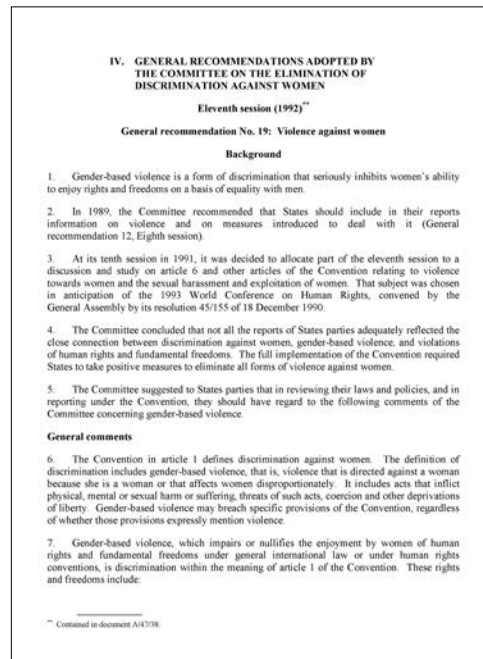 IV. GENERAL RECOMMENDATIONS ADOPTED BY
THE COMMITTEE ON THE ELIMINATION OF
DISCRIMINATION AGAINST WOMEN
Eleventh session (1992)**
General recommendation No. 19: Violence against women
Background
1. Gender-based violence is a form of discrimination that seriously inhibits women's ability
to enjoy rights and freedoms on a basis of equality with men.
2. In 1989, the Committee recommended that States should include in their reports
information on violence and on measures introduced to deal with it (General
recommendation 12, Eighth session).
3. At its tenth session in 1991, it was decided to allocate part of the eleventh session to a
discussion and study on article 6 and other articles of the Convention relating to violence
towards women and the sexual harassment and exploitation of women. That subject was chosen
in anticipation of the 1993 World Conference on Human Rights, convened by the
General Assembly by its resolution 45/155 of 18 December 1990.
4. The Committee concluded that not all the reports of States parties adequately reflected the
close connection between discrimination against women, gender-based violence, and violations
of human rights and fundamental freedoms. The full implementation of the Convention required
States to take positive measures to eliminate all forms of violence against women.
5. The Committee suggested to States parties that in reviewing their laws and policies, and in
reporting under the Convention, they should have regard to the following comments of the
Committee concerning gender-based violence.
General comments
6. The Convention in article 1 defines discrimination against women. The definition of
discrimination includes gender-based violence, that is, violence that is directed against a woman
because she is a woman or that affects women disproportionately. It includes acts that inflict
physical, mental or sexual harm or suffering, threats of such acts, coercion and other deprivations
of liberty. Gender-based violence may breach specific provisions of the Convention, regardless
of whether those provisions expressly mention violence.
7. Gender-based violence, which impairs or nullifies the enjoyment by women of human
rights and fundamental freedoms under general international law or under human rights
conventions, is discrimination within the meaning of article 1 of the Convention. These rights
and freedoms include:
** Contained in document A/47/38.